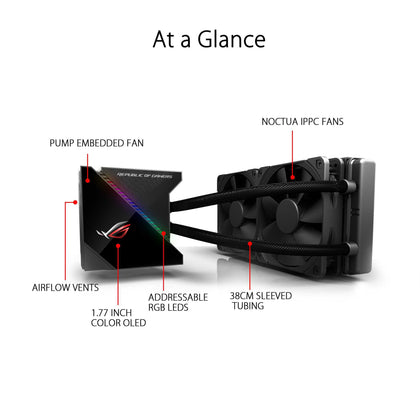 At a Glance
NOCTUA IPPC FANS
PUMP EMBEDDED FAN
REPUBLIC OF GAMERS
AIRFLOW VENTS
1.77 INCH
COLOR OLED
ADDRESSABLE
RGB LEDS
38CM SLEEVED
TUBING